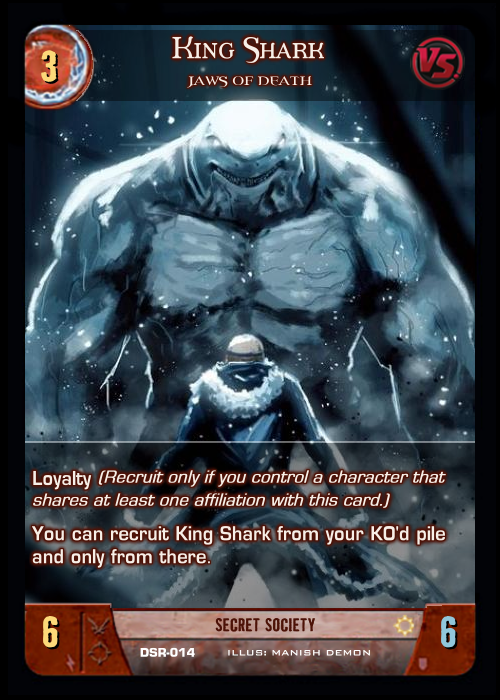 3
King Shark
VS
JAWS OF DEATH
Loyalty (Recruit only if you control a character that
shares at least one affiliation with this card.)
You can recruit King Shark from your KO'd pile
and only from there.
6
SECRET SOCIETY
6
DSR-014 ILLUS: MANISH DEMON